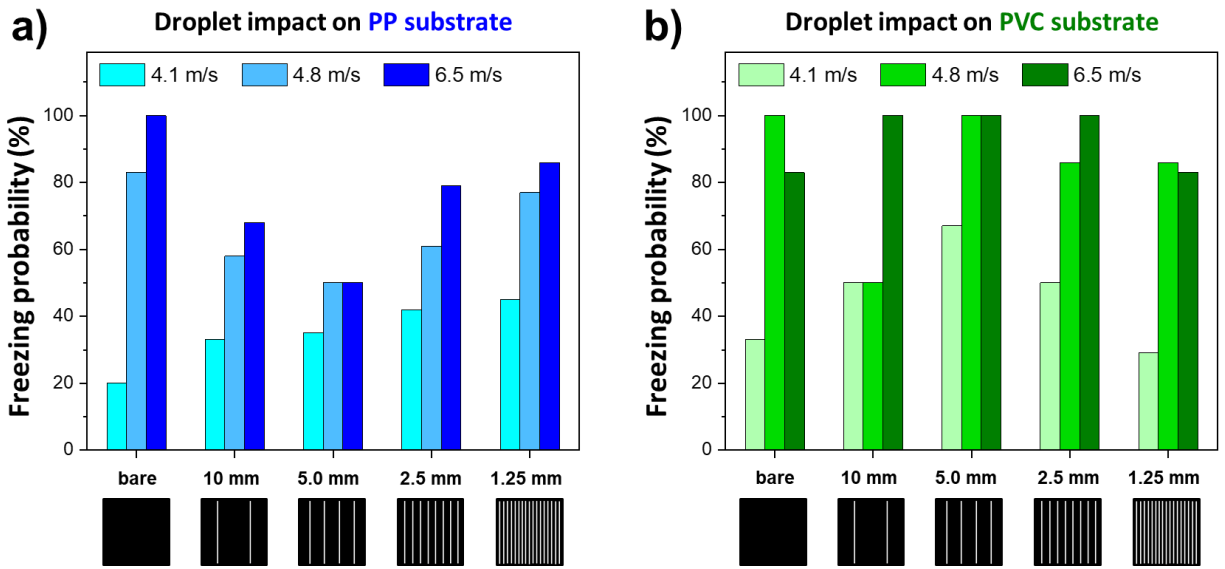 a)
Droplet impact on PP substrate
4.1 m/s 4.8 m/s 6.5 m/s
Freezing probability (%)
100
80
60
40
20
0
bare 10 mm 5.0 mm 2.5 mm 1.25 mm
b)
Droplet impact on PVC substrate
4.1 m/s 4.8 m/s 6.5 m/s
Freezing probability (%)
100
80
60
40
20
0
bare 10 mm 5.0 mm 2.5 mm 1.25 mm